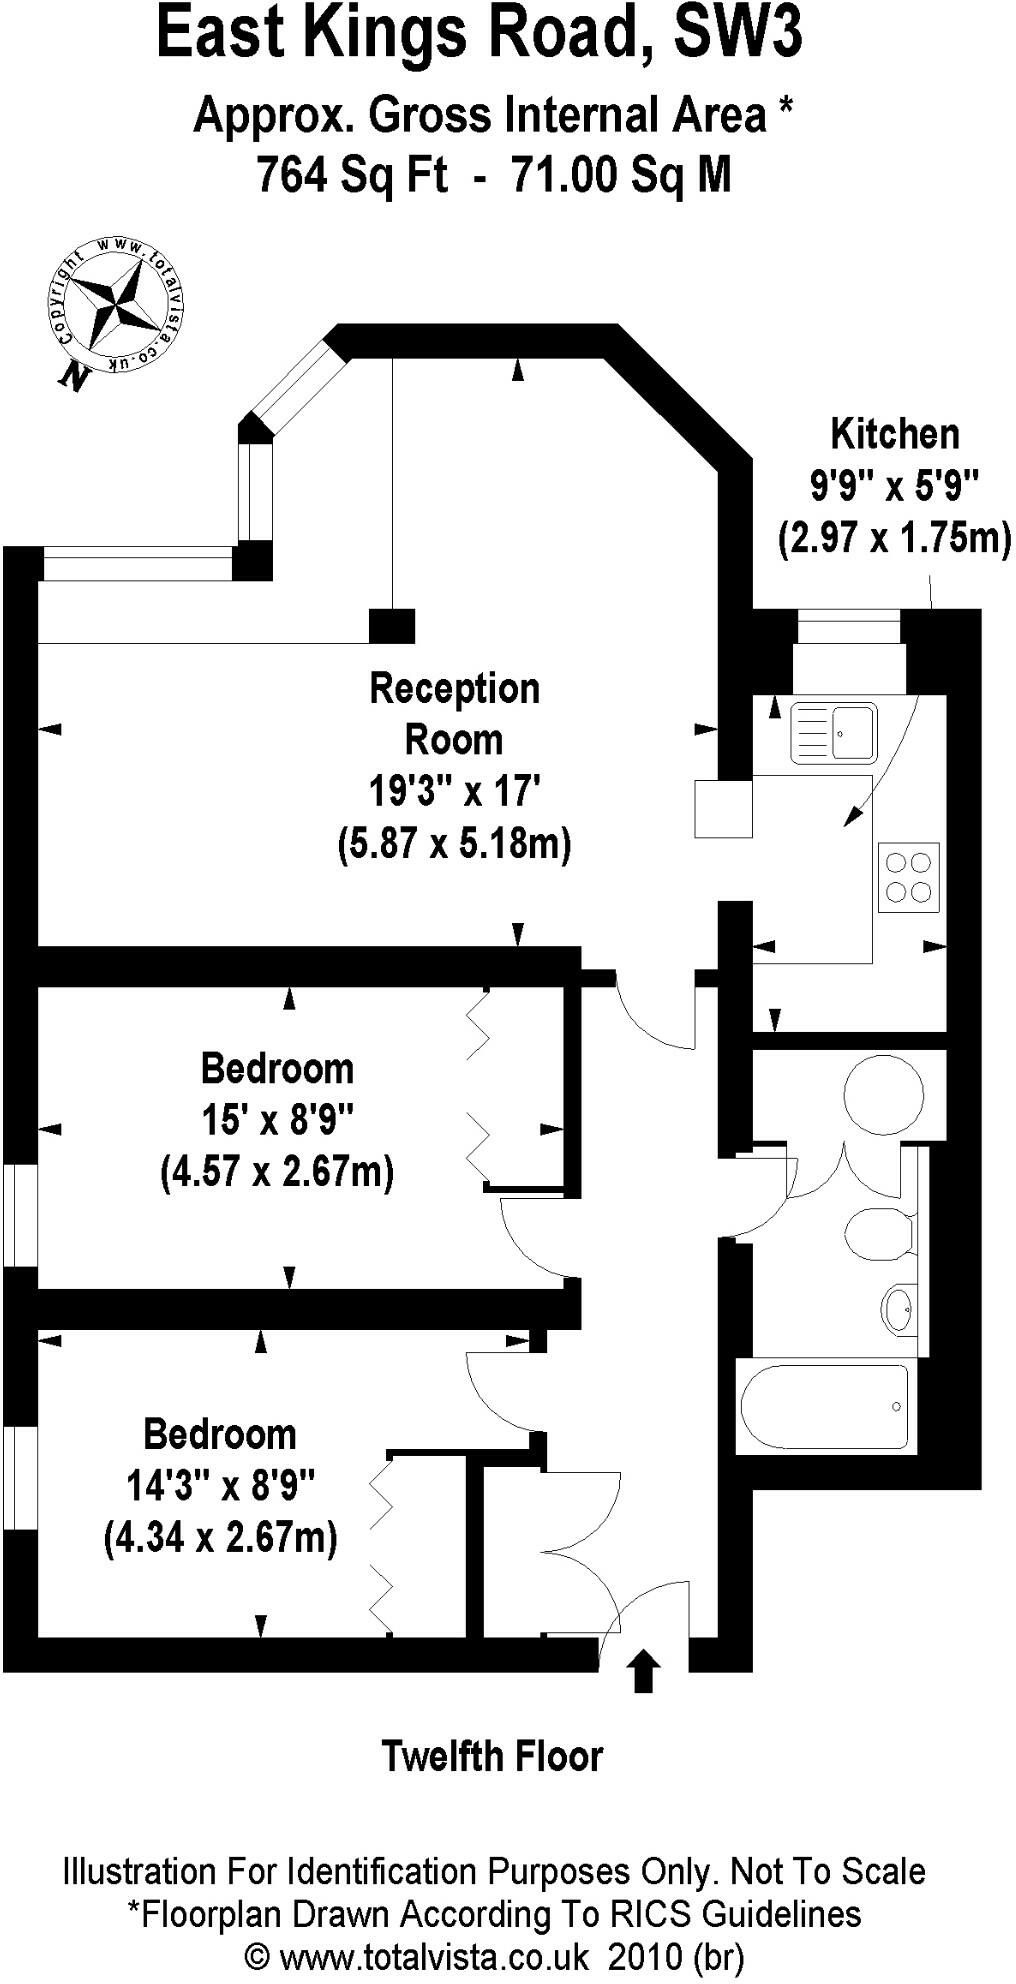 East Kings Road, SW3
Approx. Gross Internal Area *
764 Sq Ft - 71.00 Sq M
Copyright www.totalvista.co.uk
N
Kitchen
9'9" x 5'9"
(2.97 x 1.75m)
Reception
Room
19'3" x 17'
(5.87 x 5.18m)
Bedroom
15' x 8'9"
(4.57 x 2.67m)
Bedroom
14'3" x 8'9"
(4.34 x 2.67m)
Twelfth Floor
Illustration For Identification Purposes Only. Not To Scale
*Floorplan Drawn According To RICS Guidelines
© www.totalvista.co.uk 2010 (br)